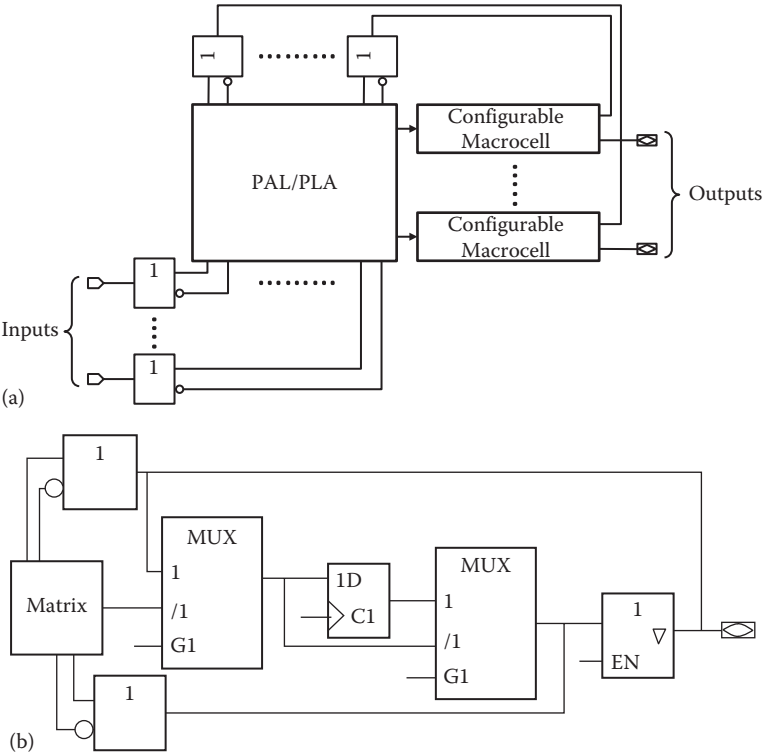 1
1
Configurable
Macrocell
PAL/PLA
Outputs
Configurable
Macrocell
1
Inputs
1
(a)
1
MUX
MUX
1D
1
1
1
Matrix
/1
C1
/1
G1
EN
G1
1
(b)